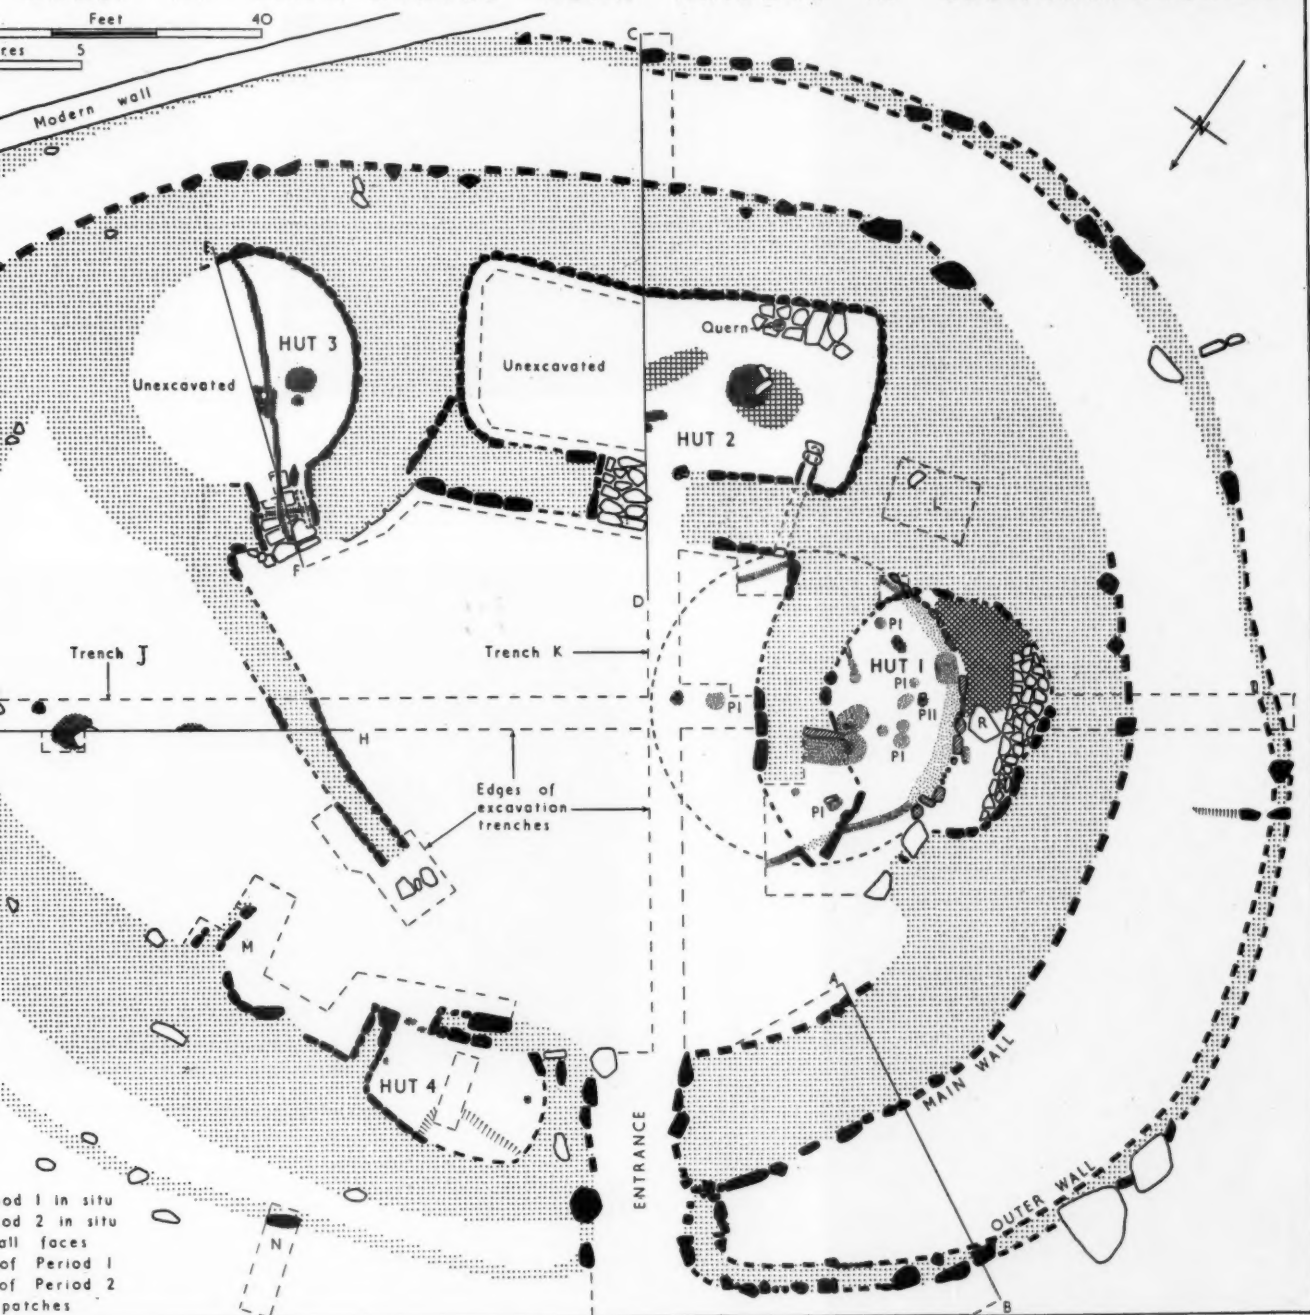 Feet
40
5
Modern wall
C
N
E
HUT 3
Unexcavated
Unexcavated
Quern
HUT 2
L
F
D
Trench J
Trench K
PI
HUT I
PI
PI
PII
R
H
PI
Edges of
excavation
trenches
PI
M
A
HUT 4
MAIN WALL
ENTRANCE
OUTER WALL
N
B
od I in situ
od 2 in situ
all faces
of Period I
of Period 2
patches